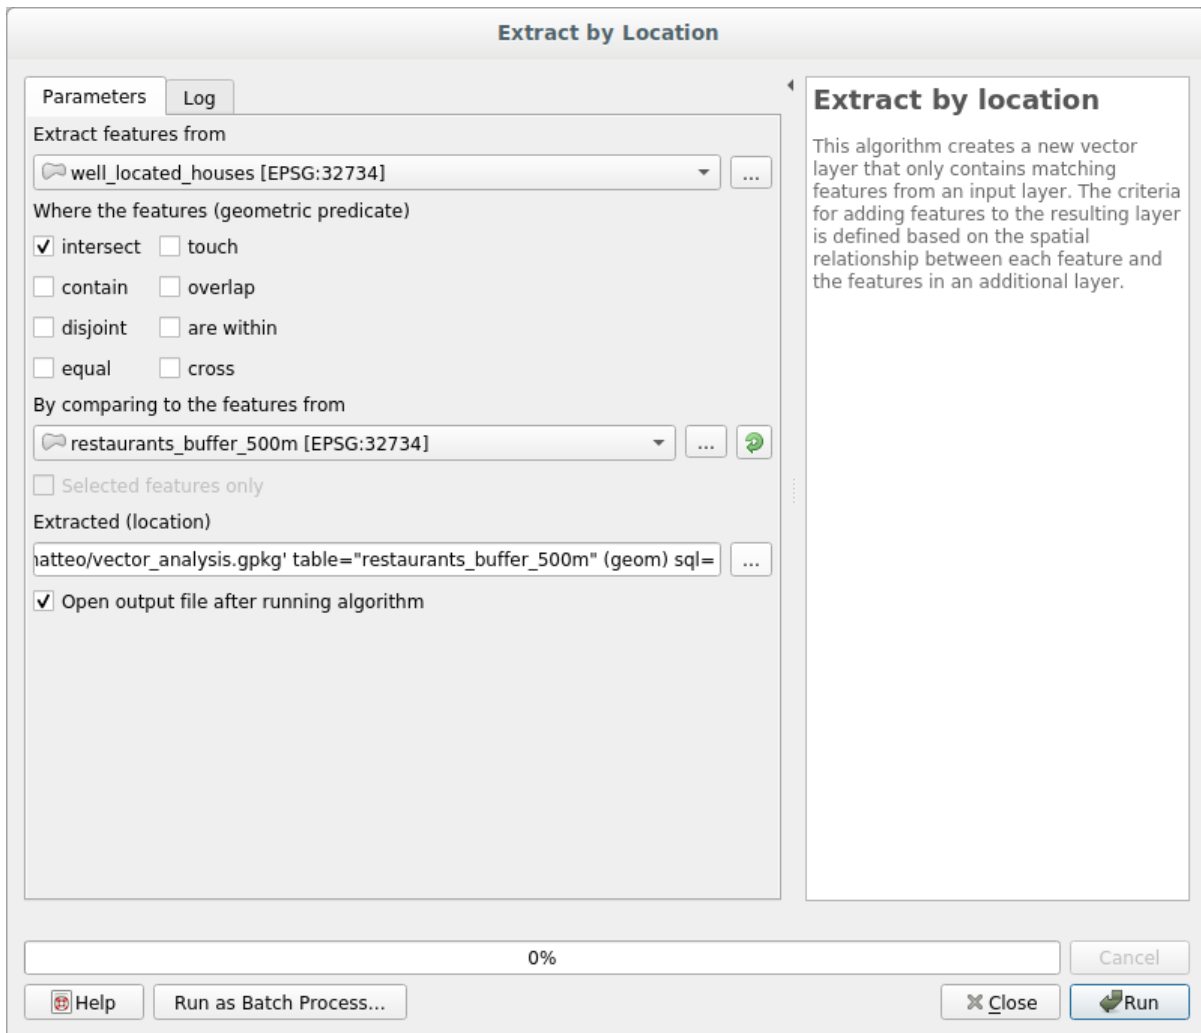 Extract by Location
Parameters
Log
Extract features from
well_located_houses [EPSG:32734]
...
Where the features (geometric predicate)
intersect
touch
contain
overlap
disjoint
are within
equal
cross
By comparing to the features from
restaurants_buffer_500m [EPSG:32734]
...
Selected features only
Extracted (location)
atteo/vector_analysis.gpkg' table="restaurants_buffer_500m" (geom) sql=
...
Open output file after running algorithm
Extract by location
This algorithm creates a new vector
layer that only contains matching
features from an input layer. The criteria
for adding features to the resulting layer
is defined based on the spatial
relationship between each feature and
the features in an additional layer.
0%
Cancel
Help
Run as Batch Process...
Close
Run